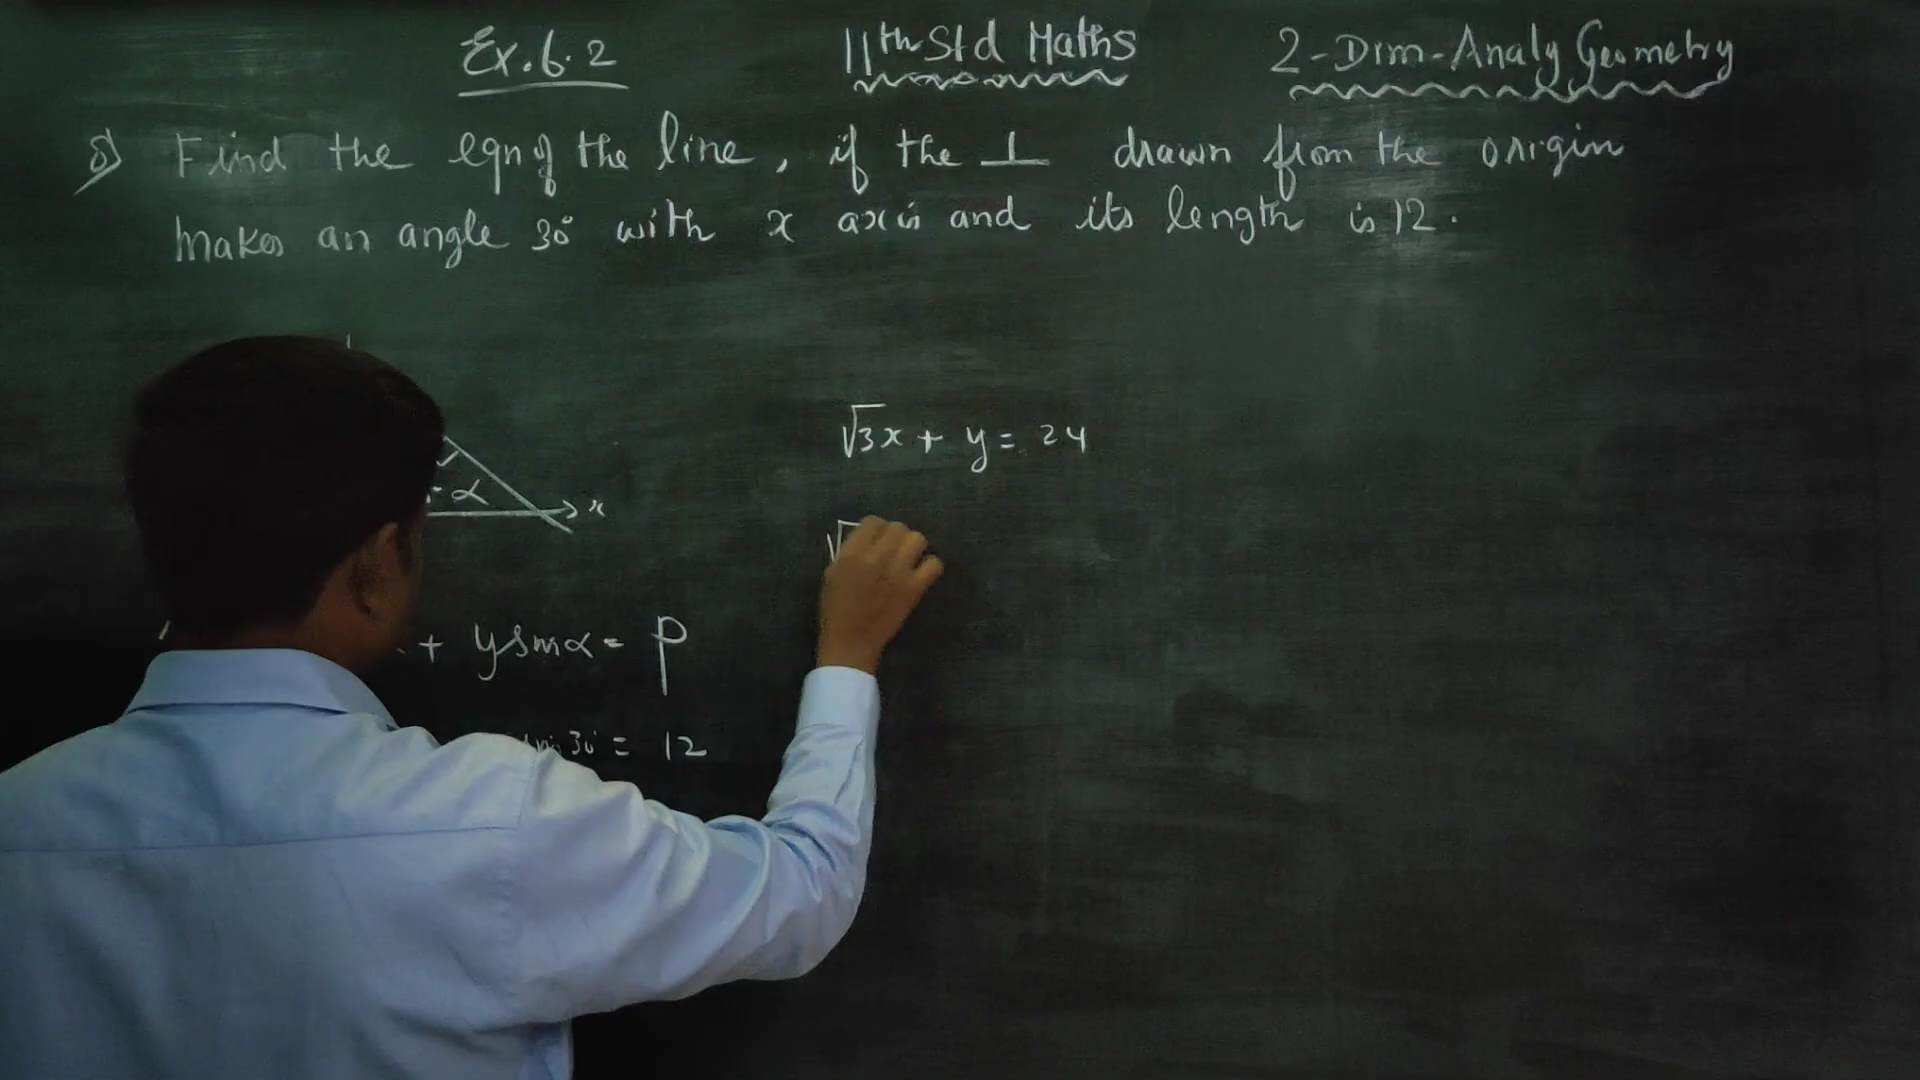 Ex. 6.2
11th Std Maths
2-Dim-Analy Geometry
8) Find the eqn of the line, if the ⊥ drawn from the origin
makes an angle 30° with x axis and its length is 12.
α
x
+ y sin α = p
sin 30° = 12
√3x + y = 24
√